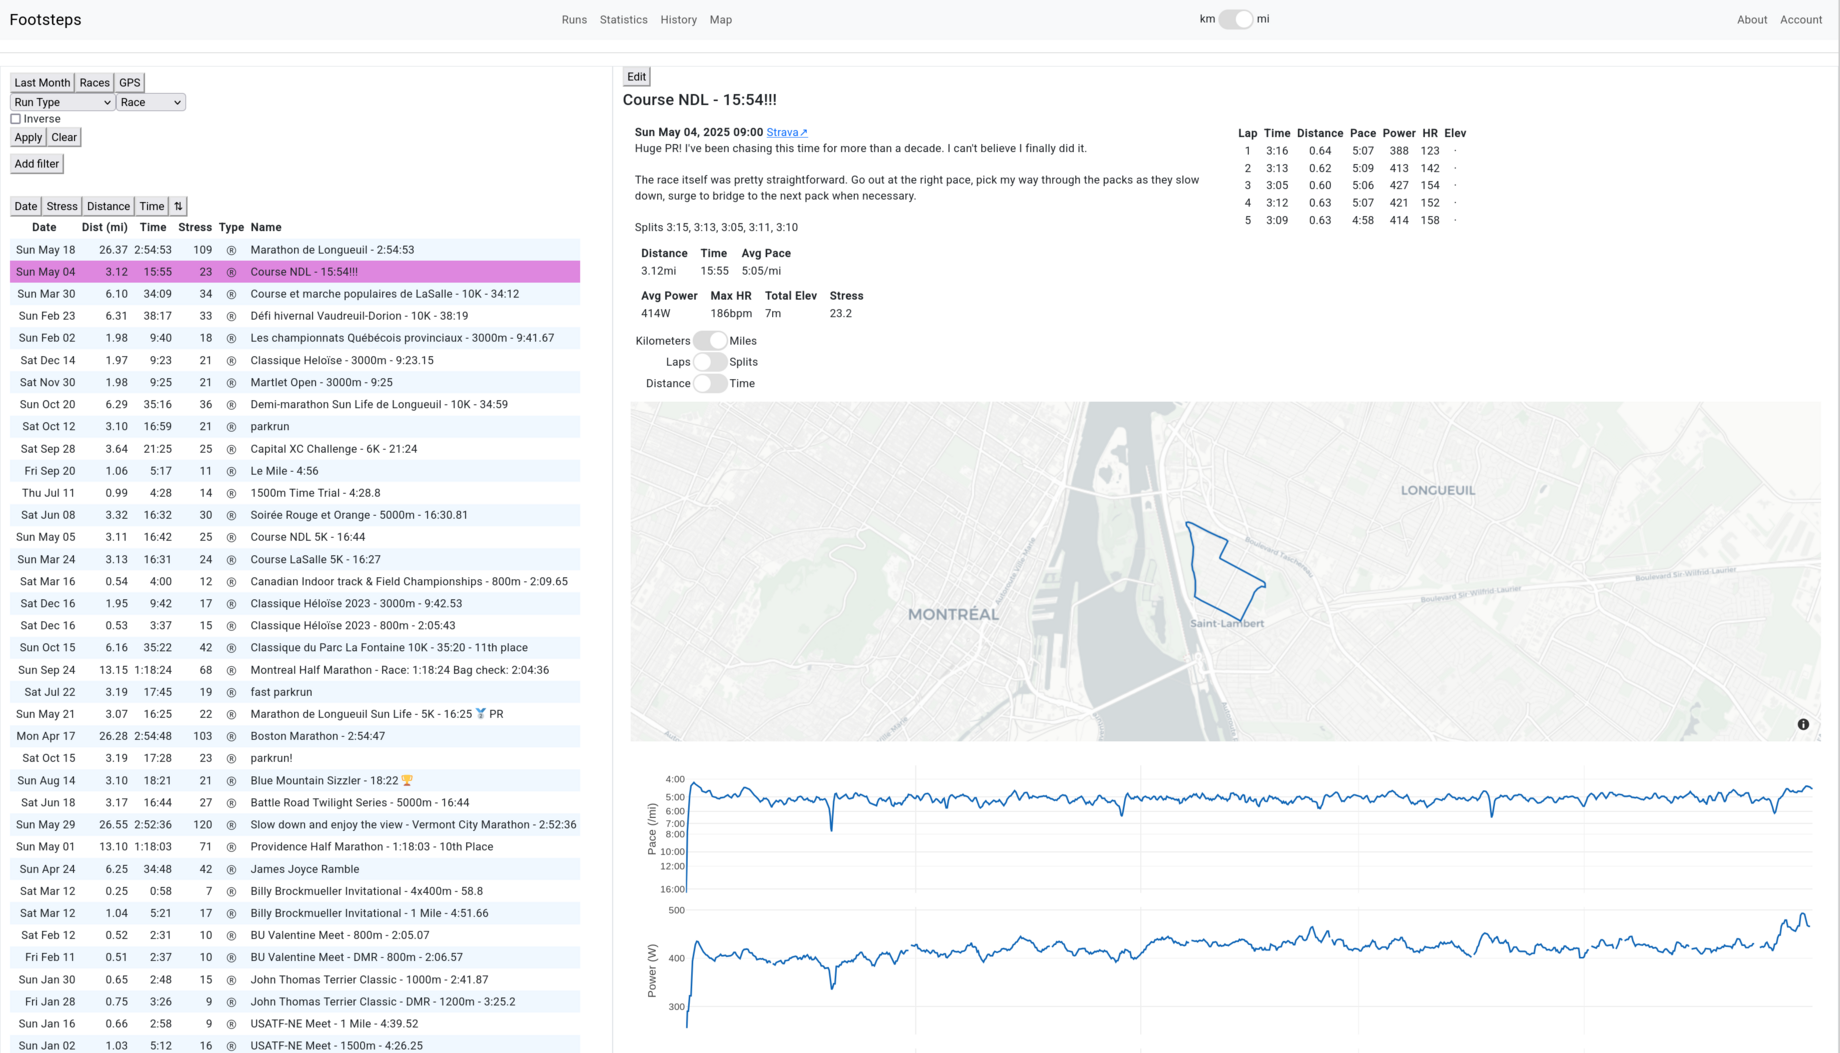 Footsteps
Runs Statistics History Map
km mi
About Account
Last Month Races GPS
Run Type Race
Inverse
Apply Clear
Add filter
Date Stress Distance Time ⇅
Date Dist (mi) Time Stress Type Name
Sun May 18 26.37 2:54:53 109 ® Marathon de Longueuil - 2:54:53
Sun May 04 3.12 15:55 23 ® Course NDL - 15:54!!!
Sun Mar 30 6.10 34:09 34 ® Course et marche populaires de LaSalle - 10K - 34:12
Sun Feb 23 6.31 38:17 33 ® Défi hivernal Vaudreuil-Dorion - 10K - 38:19
Sun Feb 02 1.98 9:40 18 ® Les championnats Québécois provinciaux - 3000m - 9:41.67
Sat Dec 14 1.97 9:23 21 ® Classique Heloïse - 3000m - 9:23.15
Sat Nov 30 1.98 9:25 21 ® Martlet Open - 3000m - 9:25
Sun Oct 20 6.29 35:16 36 ® Demi-marathon Sun Life de Longueuil - 10K - 34:59
Sat Oct 12 3.10 16:59 21 ® parkrun
Sat Sep 28 3.64 21:25 25 ® Capital XC Challenge - 6K - 21:24
Fri Sep 20 1.06 5:17 11 ® Le Mile - 4:56
Thu Jul 11 0.99 4:28 14 ® 1500m Time Trial - 4:28.8
Sat Jun 08 3.32 16:32 30 ® Soirée Rouge et Orange - 5000m - 16:30.81
Sun May 05 3.11 16:42 25 ® Course NDL 5K - 16:44
Sun Mar 24 3.13 16:31 24 ® Course LaSalle 5K - 16:27
Sat Mar 16 0.54 4:00 12 ® Canadian Indoor track & Field Championships - 800m - 2:09.65
Sat Dec 16 1.95 9:42 17 ® Classique Héloïse 2023 - 3000m - 9:42.53
Sat Dec 16 0.53 3:37 15 ® Classique Héloïse 2023 - 800m - 2:05:43
Sun Oct 15 6.16 35:22 42 ® Classique du Parc La Fontaine 10K - 35:20 - 11th place
Sun Sep 24 13.15 1:18:24 68 ® Montreal Half Marathon - Race: 1:18:24 Bag check: 2:04:36
Sat Jul 22 3.19 17:45 19 ® fast parkrun
Sun May 21 3.07 16:25 22 ® Marathon de Longueuil Sun Life - 5K - 16:25 🏅 PR
Mon Apr 17 26.28 2:54:48 103 ® Boston Marathon - 2:54:47
Sat Oct 15 3.19 17:28 23 ® parkrun!
Sun Aug 14 3.10 18:21 21 ® Blue Mountain Sizzler - 18:22 🏆
Sat Jun 18 3.17 16:44 27 ® Battle Road Twilight Series - 5000m - 16:44
Sun May 29 26.55 2:52:36 120 ® Slow down and enjoy the view - Vermont City Marathon - 2:52:36
Sun May 01 13.10 1:18:03 71 ® Providence Half Marathon - 1:18:03 - 10th Place
Sun Apr 24 6.25 34:48 42 ® James Joyce Ramble
Sat Mar 12 0.25 0:58 7 ® Billy Brockmueller Invitational - 4x400m - 58.8
Sat Mar 12 1.04 5:21 17 ® Billy Brockmueller Invitational - 1 Mile - 4:51.66
Sat Feb 12 0.52 2:31 10 ® BU Valentine Meet - 800m - 2:05.07
Fri Feb 11 0.51 2:37 10 ® BU Valentine Meet - DMR - 800m - 2:06.57
Sun Jan 30 0.65 2:48 15 ® John Thomas Terrier Classic - 1000m - 2:41.87
Fri Jan 28 0.75 3:26 9 ® John Thomas Terrier Classic - DMR - 1200m - 3:25.2
Sun Jan 16 0.66 2:58 9 ® USATF-NE Meet - 1 Mile - 4:39.52
Sun Jan 02 1.03 5:12 16 ® USATF-NE Meet - 1500m - 4:26.25
Edit
Course NDL - 15:54!!!
Sun May 04, 2025 09:00 Strava↗
Huge PR! I've been chasing this time for more than a decade. I can't believe I finally did it.
The race itself was pretty straightforward. Go out at the right pace, pick my way through the packs as they slow
down, surge to bridge to the next pack when necessary.
Splits 3:15, 3:13, 3:05, 3:11, 3:10
Distance Time Avg Pace
3.12mi 15:55 5:05/mi
Avg Power Max HR Total Elev Stress
414W 186bpm 7m 23.2
Kilometers Miles
Laps Splits
Distance Time
Lap Time Distance Pace Power HR Elev
1 3:16 0.64 5:07 388 123 ·
2 3:13 0.62 5:09 413 142 ·
3 3:05 0.60 5:06 427 154 ·
4 3:12 0.63 5:07 421 152 ·
5 3:09 0.63 4:58 414 158 ·
LONGUEUIL
Boulevard Taschereau
Boulevard Sir-Wilfrid-Laurier
Boulevard Sir-Wilfrid-Laurier
Autoroute Ville-Marie
MONTRÉAL
Saint-Lambert
Pace (/mi)
4:00
5:00
6:00
7:00
8:00
10:00
12:00
16:00
Power (W)
500
400
300